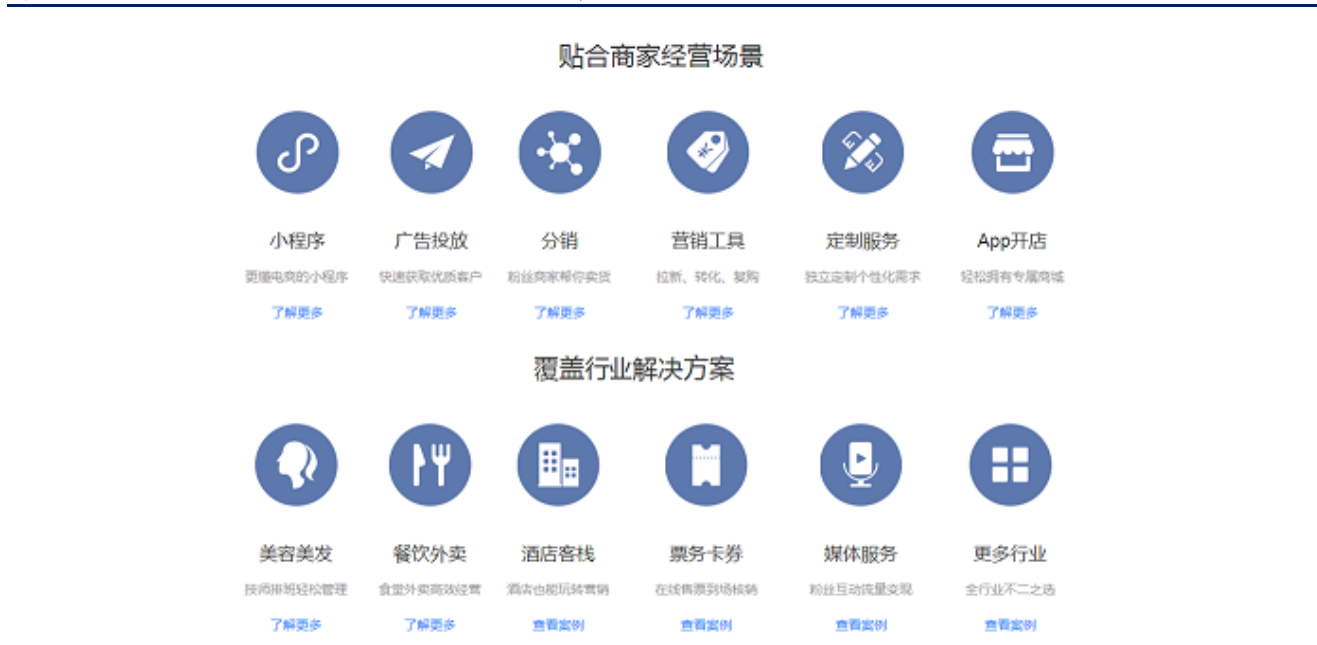 贴合商家经营场景
小程序 广告投放 分销 营销工具 定制服务 App开店
更懂电商的小程序 快速获取优质客户 粉丝商家帮你卖货 拉新、转化、复购 独立定制个性化需求 轻松拥有专属商城
了解更多 了解更多 了解更多 了解更多 了解更多 了解更多
覆盖行业解决方案
美容美发 餐饮外卖 酒店客栈 票务卡券 媒体服务 更多行业
技师排班轻松管理 食堂外卖高效经营 酒店也能玩转营销 在线售票到场核销 粉丝互动流量变现 全行业不二之选
了解更多 了解更多 查看案例 查看案例 查看案例 查看案例